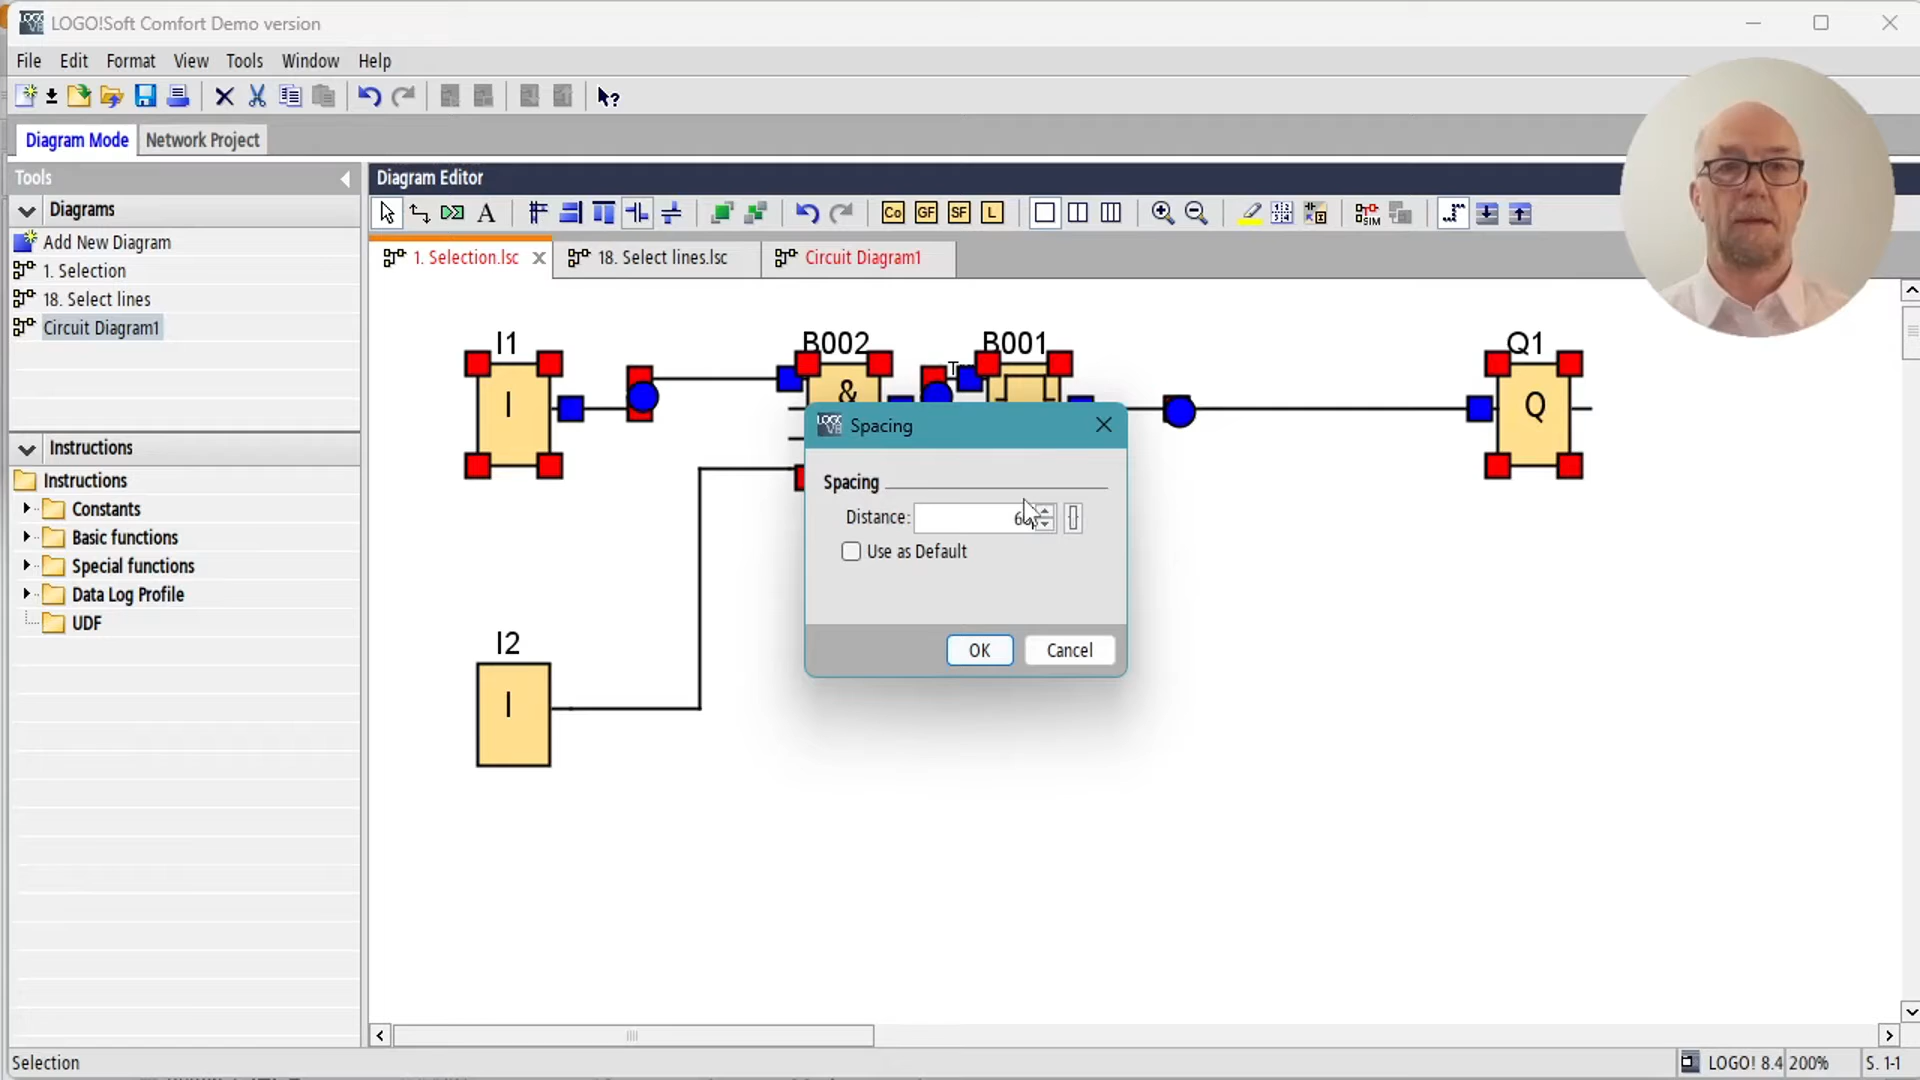 LOGO!Soft Comfort Demo version
File Edit Format View Tools Window Help
Diagram Mode Network Project
Tools
Diagrams
Add New Diagram
1. Selection
18. Select lines
Circuit Diagram1
Instructions
Instructions
Constants
Basic functions
Special functions
Data Log Profile
UDF
Diagram Editor
A Co GF SF L
1. Selection.lsc 18. Select lines.lsc Circuit Diagram1
I1 B002 B001 Q1
I & Q
I2
I
Spacing
Spacing
Distance:
Use as Default
OK Cancel
Selection LOGO! 8.4 200% S. 1-1